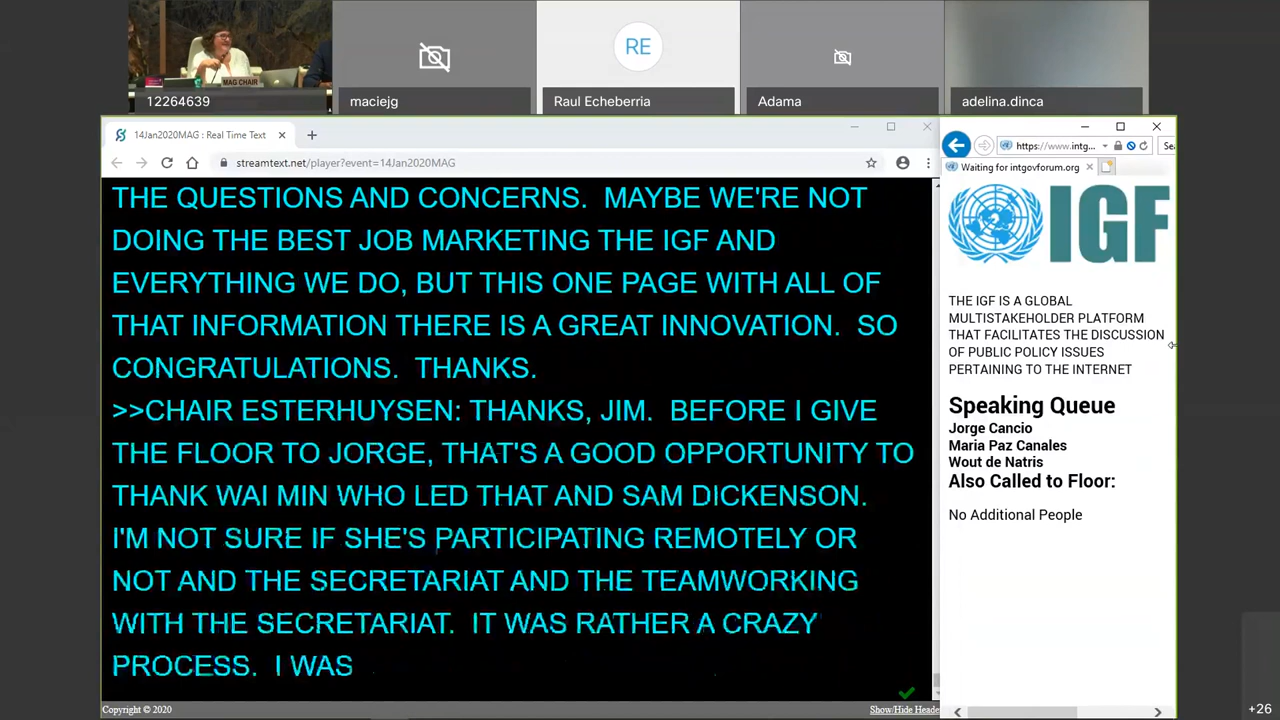 MAG CHAIR
12264639
maciejg
RE
Raul Echeberria
Adama
adelina.dinca
14Jan2020MAG : Real Time Text
streamtext.net/player?event=14Jan2020MAG
THE QUESTIONS AND CONCERNS. MAYBE WE'RE NOT
DOING THE BEST JOB MARKETING THE IGF AND
EVERYTHING WE DO, BUT THIS ONE PAGE WITH ALL OF
THAT INFORMATION THERE IS A GREAT INNOVATION. SO
CONGRATULATIONS. THANKS.
>>CHAIR ESTERHUYSEN: THANKS, JIM. BEFORE I GIVE
THE FLOOR TO JORGE, THAT'S A GOOD OPPORTUNITY TO
THANK WAI MIN WHO LED THAT AND SAM DICKENSON.
I'M NOT SURE IF SHE'S PARTICIPATING REMOTELY OR
NOT AND THE SECRETARIAT AND THE TEAMWORKING
WITH THE SECRETARIAT. IT WAS RATHER A CRAZY
PROCESS. I WAS
Copyright © 2020
Show/Hide Heade
https://www.intg...
Sea
Waiting for intgovforum.org
IGF
THE IGF IS A GLOBAL
MULTISTAKEHOLDER PLATFORM
THAT FACILITATES THE DISCUSSION
OF PUBLIC POLICY ISSUES
PERTAINING TO THE INTERNET
Speaking Queue
Jorge Cancio
Maria Paz Canales
Wout de Natris
Also Called to Floor:
No Additional People
+26